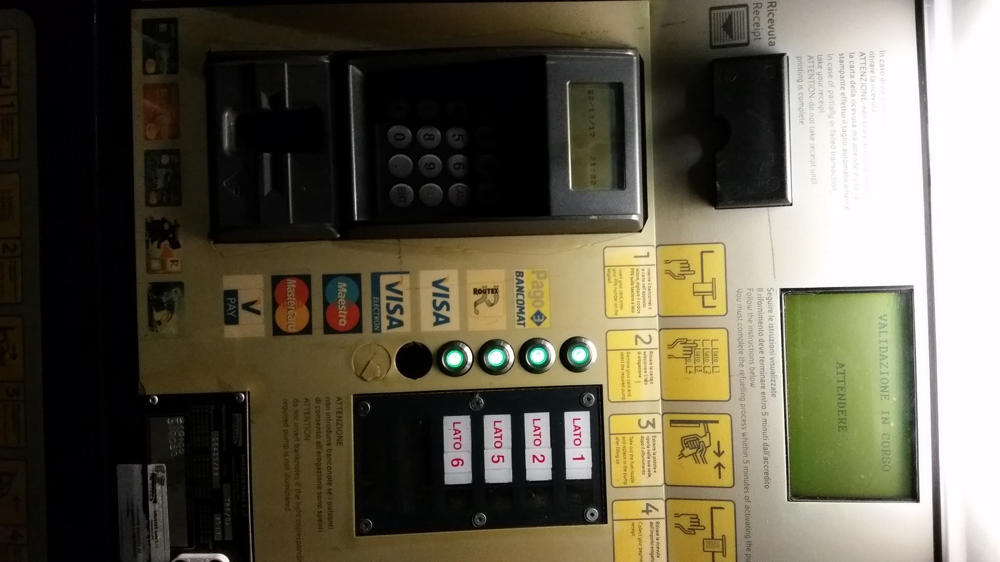 Ricevuta
Receipt
In caso di
ritirare la ricevuta
ATTENZIONE-non tirare
la carta della ricevuta ma attendere che la
stampante effettui il taglio automaticamente
In case of partially or failed transaction,
take your receipt
ATTENTION-do not take receipt until
printing is complete
VALIDAZIONE IN CORSO
ATTENDERE
Seguire le istruzioni visualizzate
Il rifornimento deve terminare entro 5 minuti dall'accredito
Follow the instructions below
You must complete the refuelling process whithin 5 minutes of activating the pu
22/12/17 21:22
5 6 CANC
8 9
0 . ENT
Lato 1
Lato 2
Lato 3
L4
1
Inserire il bancomat o
la carta nell'apposito
lettore, digitare il codice
PIN sulla tastiera a lato
Insert your card, enter
your PIN number on the
keypad
2
Ritirare la carta e
selezionare il lato
di erogazione
Remove your card and
select the required pump
3
Estrarre la pistola e
riporla nella sua sede,
dopo il rifornimento
Take out the fuel nozzle
and replace in the pump
after filling up
4
Ritirare la ricevuta
dell'importo erogato
Collect your payme
receipt
Pago
BANCOMAT
ROUTEX
VISA
VISA
ELECTRON
Maestro
MasterCard
V
PAY
LATO 1
LATO 2
LATO 5
LATO 6
ATTENZIONE
non introdurre banconote se i pulsanti
di consenso all'erogazione sono spenti
ATTENTION
do not insert banknotes if the light correspondi
required pump is not illuminated
DRESSER
2011
1
2
3
4